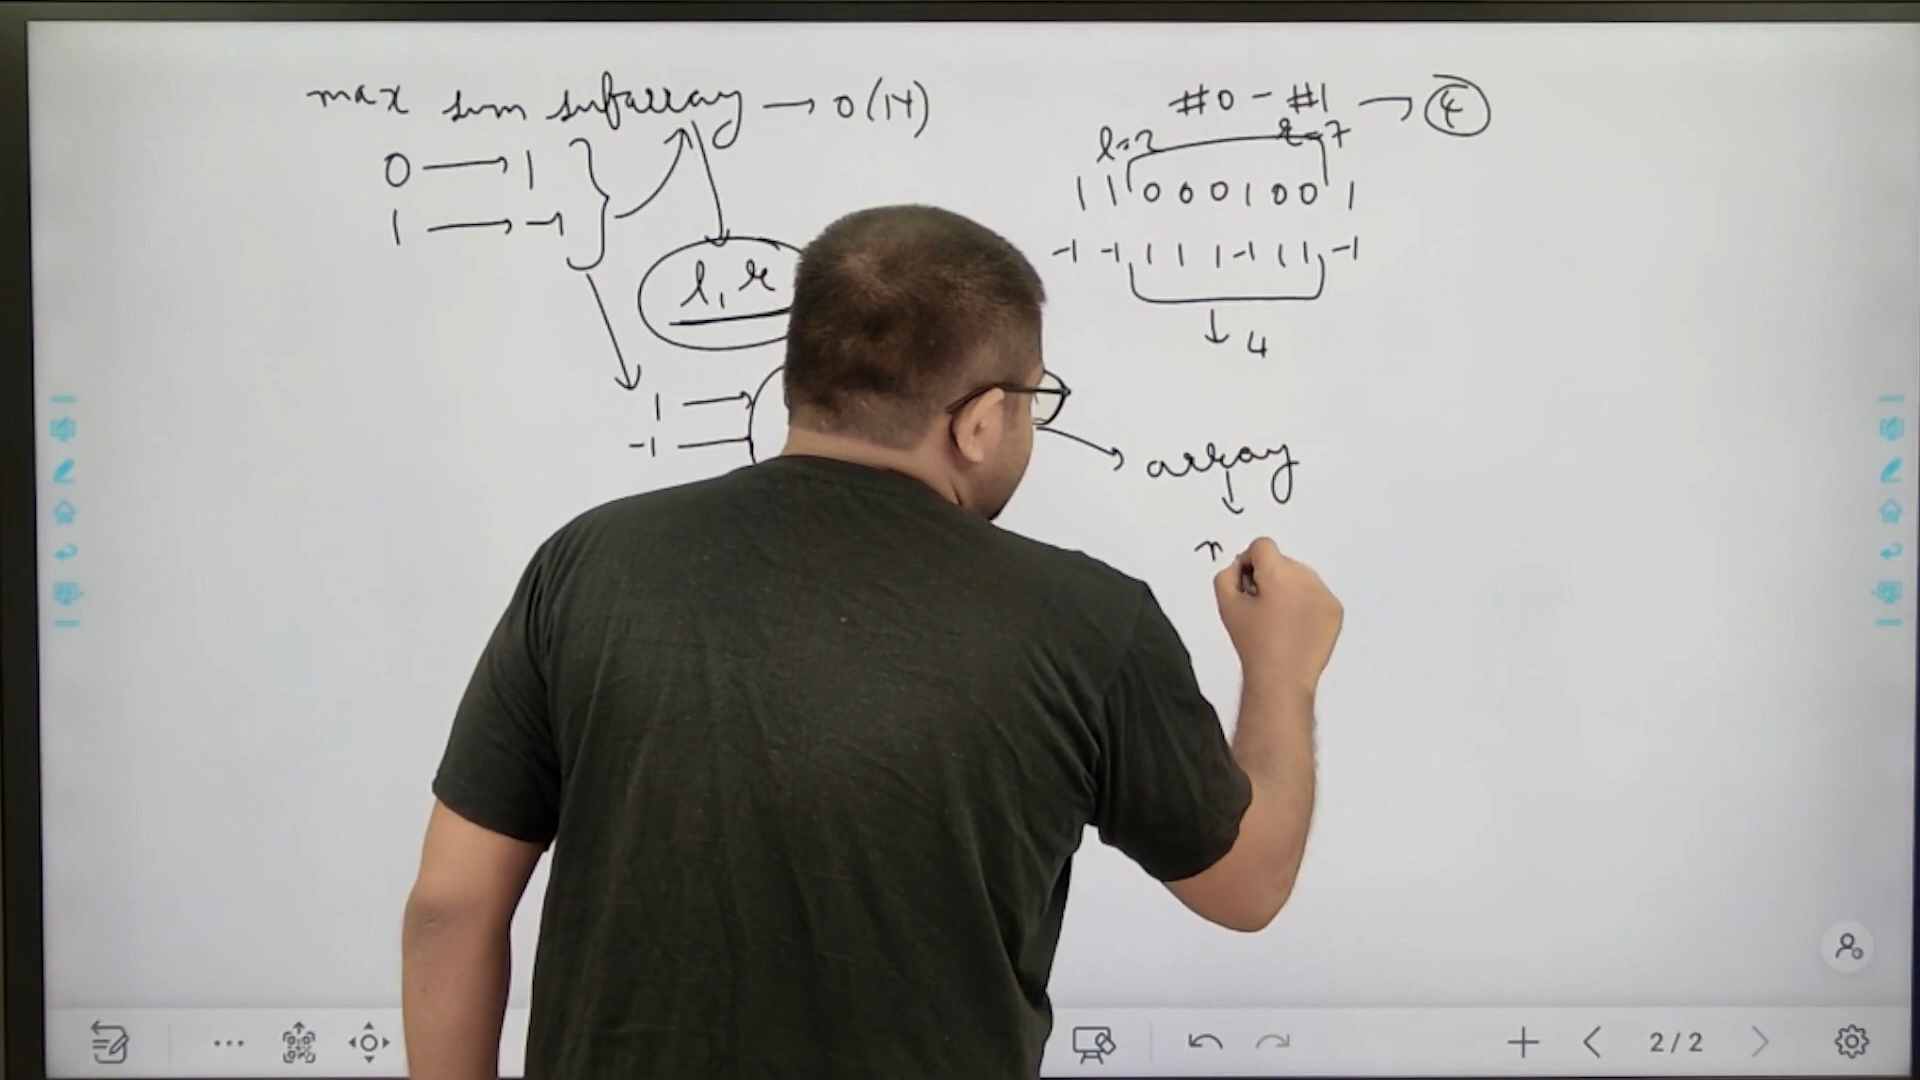 max sum subarray → O(N)
0 → 1
1 → -1
l, r
1 →
-1
#0 - #1 → 4
l=2 r=7
1 1 0 0 0 1 0 0 1
-1 -1 1 1 1 -1 1 1 -1
↓ 4
array
↓
2/2